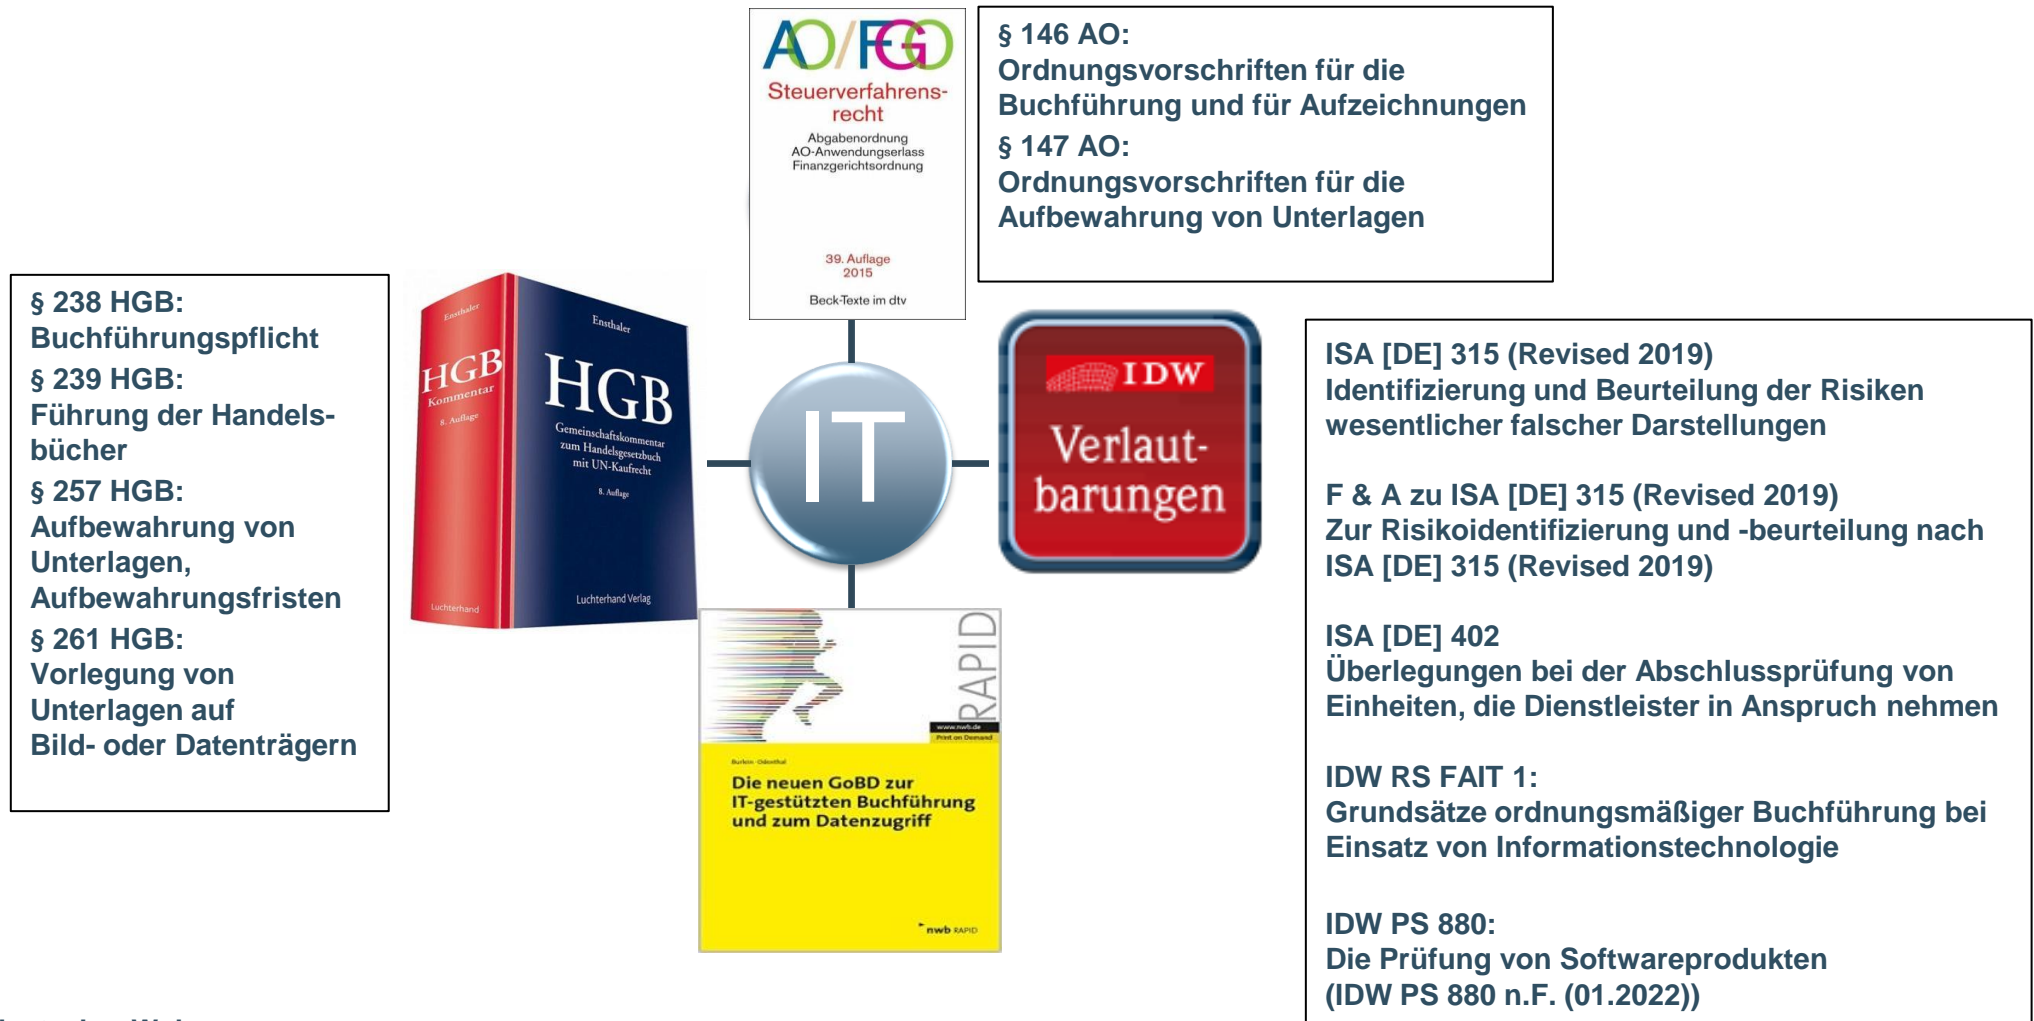 AO/FGO
Steuerverfahrens-
recht
Abgabenordnung
AO-Anwendungserlass
Finanzgerichtsordnung
39. Auflage
2015
Beck-Texte im dtv
§ 146 AO:
Ordnungsvorschriften für die
Buchführung und für Aufzeichnungen
§ 147 AO:
Ordnungsvorschriften für die
Aufbewahrung von Unterlagen
§ 238 HGB:
Buchführungspflicht
§ 239 HGB:
Führung der Handels-
bücher
§ 257 HGB:
Aufbewahrung von
Unterlagen,
Aufbewahrungsfristen
§ 261 HGB:
Vorlegung von
Unterlagen auf
Bild- oder Datenträgern
Ensthaler
HGB
Kommentar
8. Auflage
Luchterhand
Ensthaler
HGB
Gemeinschaftskommentar
zum Handelsgesetzbuch
mit UN-Kaufrecht
8. Auflage
Luchterhand Verlag
IT
IDW
Verlaut-
barungen
RAPID
www.nwb.de
Print on Demand
Die neuen GoBD zur
IT-gestützten Buchführung
und zum Datenzugriff
nwb RAPID
ISA [DE] 315 (Revised 2019)
Identifizierung und Beurteilung der Risiken
wesentlicher falscher Darstellungen
F & A zu ISA [DE] 315 (Revised 2019)
Zur Risikoidentifizierung und -beurteilung nach
ISA [DE] 315 (Revised 2019)
ISA [DE] 402
Überlegungen bei der Abschlussprüfung von
Einheiten, die Dienstleister in Anspruch nehmen
IDW RS FAIT 1:
Grundsätze ordnungsmäßiger Buchführung bei
Einsatz von Informationstechnologie
IDW PS 880:
Die Prüfung von Softwareprodukten
(IDW PS 880 n.F. (01.2022))